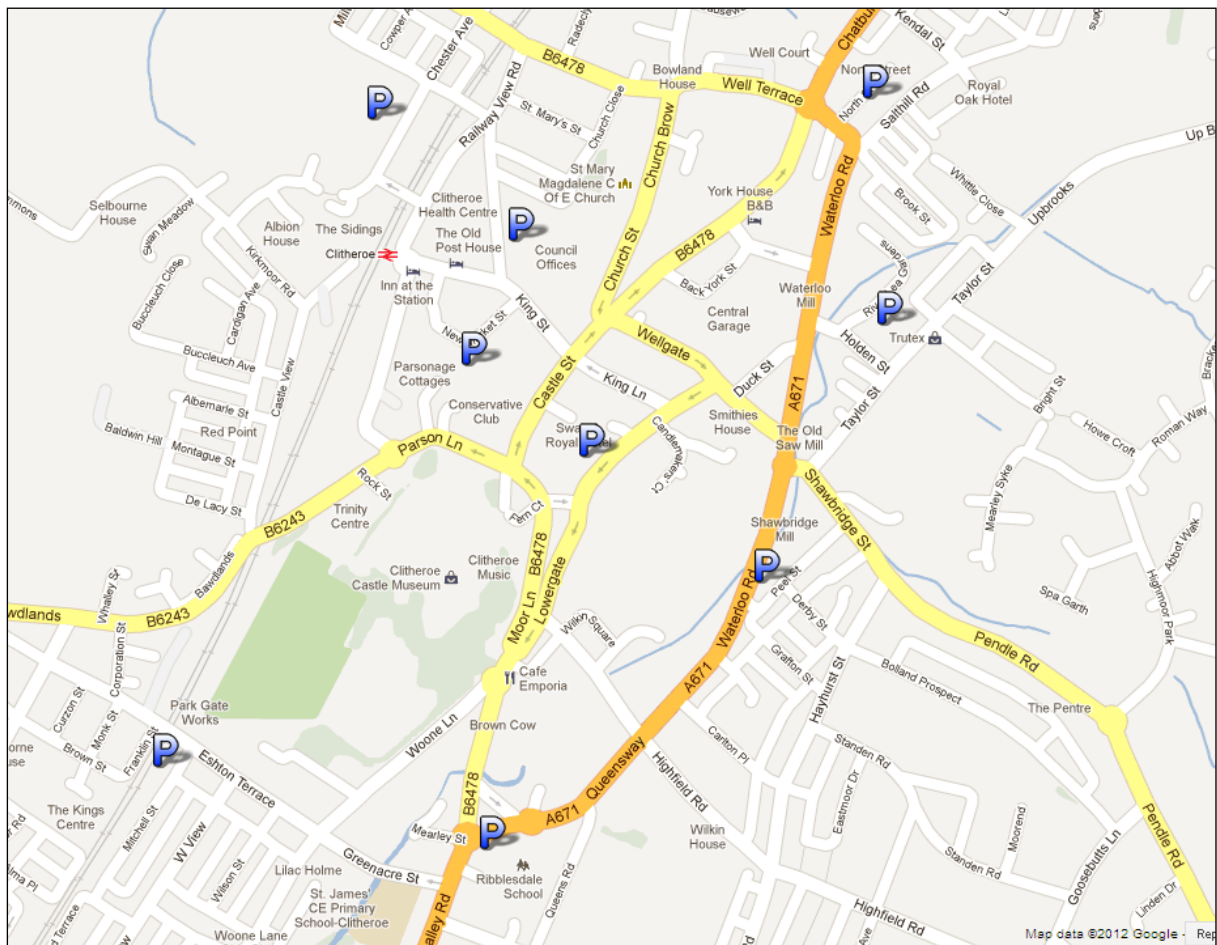 Cowper Ave
Chester Ave
B6478
Railway View Rd
Bowland
House
Well Court
Well Terrace
Kendal St
North Street
Salthill Rd
Royal
Oak Hotel
St. Mary's St
Church Close
Church Brow
St Mary
Magdalene C
Of E Church
Waterloo Rd
Whittle Close
Brook St
Upbrooks
Selbourne
House
Swan Meadow
Albion
House
The Sidings
Clitheroe
Health Centre
The Old
Post House
Council
Offices
York House
B&B
Clitheroe
Inn at the
Station
Kirkmoor Rd
Church St
B6478
Back York St
Waterloo
Mill
Taylor St
Buccleuch Close
Cardigan Ave
King St
Central
Garage
Trutex
Holden St
Buccleuch Ave
Castle View
Parsonage
Cottages
Castle St
Wellgate
King Ln
Duck St
A671
Taylor St
Bright St
Albemarle St
Red Point
Baldwin Hill
Montague St
Conservative
Club
Smithies
House
The Old
Saw Mill
Howe Croft
Roman Way
Parson Ln
Candlemakers' Ct
De Lacy St
Rock St
Trinity
Centre
Fern Ct
Shawbridge St
Mearley Syke
B6243
Shawbridge
Mill
Abbot Walk
Bawdlands
Clitheroe
Castle Museum
Clitheroe
Music
B6478
Lowergate
Moor Ln
Waterloo Rd
Peel St
Derby St
Spa Garth
Highmoor Park
Whalley Sr
B6243
Wilkin Square
Pendle Rd
Corporation St
Cafe
Emporia
A671
Grafton St
Hayhurst St
Bolland Prospect
The Pentre
Curzon St
Monk St
Park Gate
Works
Brown Cow
Woone Ln
Brown St
Franklin St
Eshton Terrace
Queensway
Highfield Rd
Carlton Pl
Standen Rd
Eastmoor Dr
The Kings
Centre
Mitchell St
W View
Mearley St
B6478
A671
Wilkin
House
Moorend
Goosebutts Ln
Pendle Rd
Wilson St
Lilac Holme
Greenacre St
Ribblesdale
School
Queens Rd
Standen Rd
Linden Dr
St. James'
CE Primary
School-Clitheroe
Woone Lane
Highfield Rd
Map data ©2012 Google -